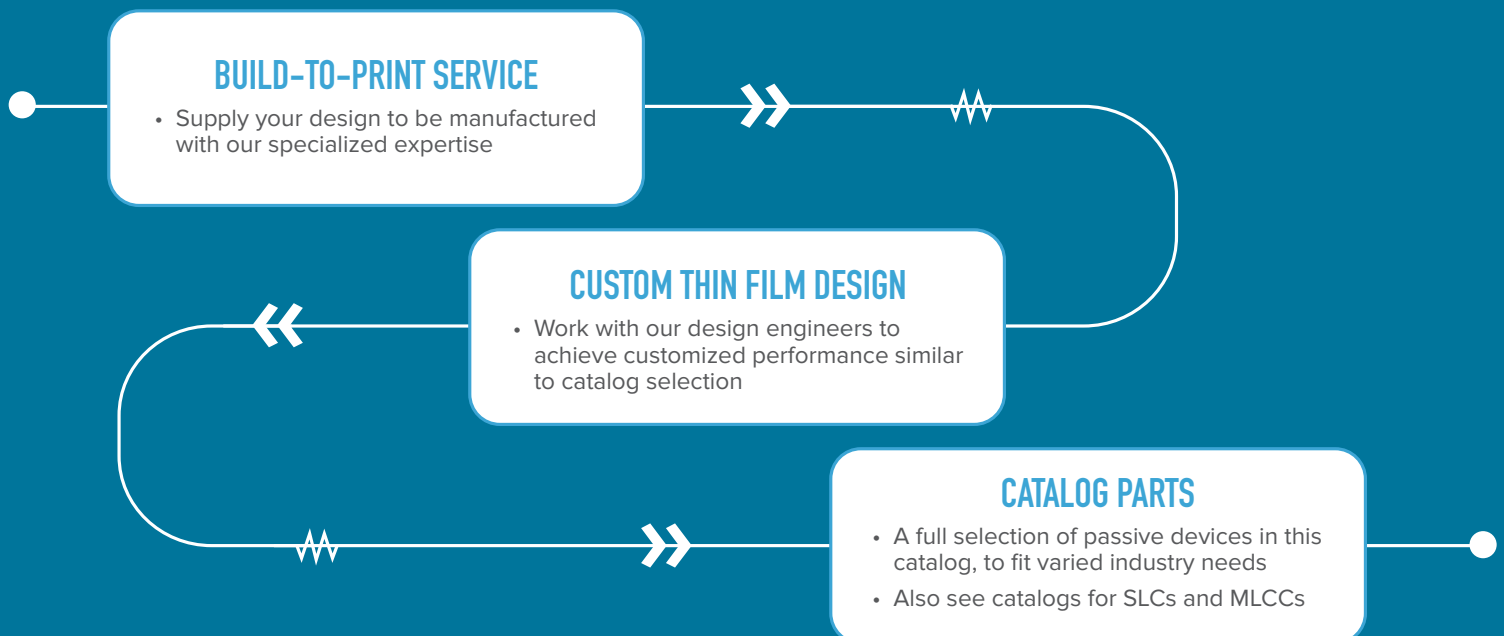 BUILD-TO-PRINT SERVICE
• Supply your design to be manufactured
with our specialized expertise
CUSTOM THIN FILM DESIGN
• Work with our design engineers to
achieve customized performance similar
to catalog selection
CATALOG PARTS
• A full selection of passive devices in this
catalog, to fit varied industry needs
• Also see catalogs for SLCs and MLCCs